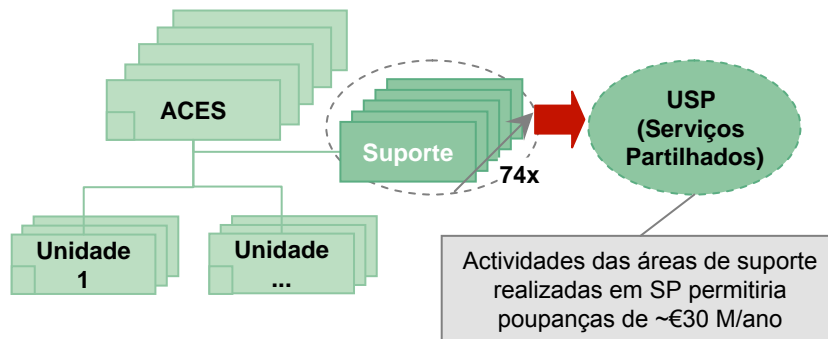 ACES
Suporte
74x
USP
(Serviços
Partilhados)
Unidade
1
Unidade
...
Actividades das áreas de suporte
realizadas em SP permitiria
poupanças de ~€30 M/ano